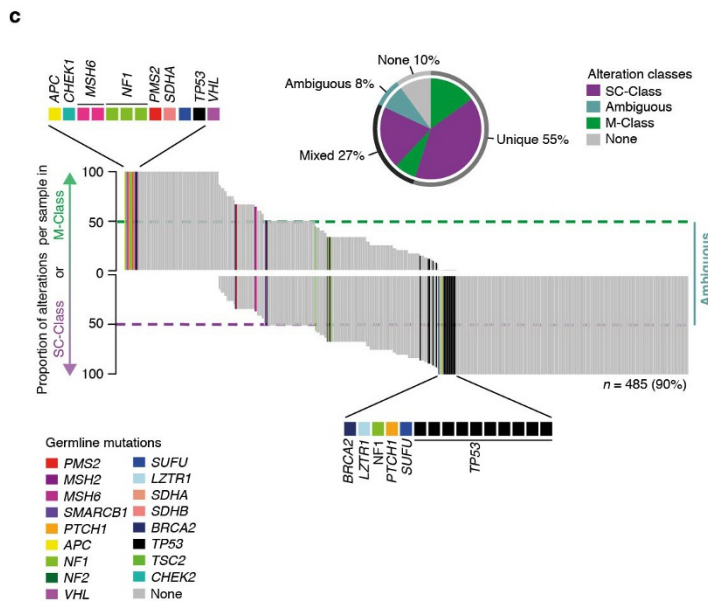 c
APC
CHEK1
MSH6
NF1
PMS2
SDHA
TP53
VHL
None 10%
Ambiguous 8%
Mixed 27%
Unique 55%
Alteration classes
SC-Class
Ambiguous
M-Class
None
Proportion of alterations per sample in
SC-Class or M-Class
100
50
0
50
100
Ambiguous
n = 485 (90%)
BRCA2
LZTR1
NF1
PTCH1
SUFU
TP53
Germline mutations
PMS2
MSH2
MSH6
SMARCB1
PTCH1
APC
NF1
NF2
VHL
SUFU
LZTR1
SDHA
SDHB
BRCA2
TP53
TSC2
CHEK2
None